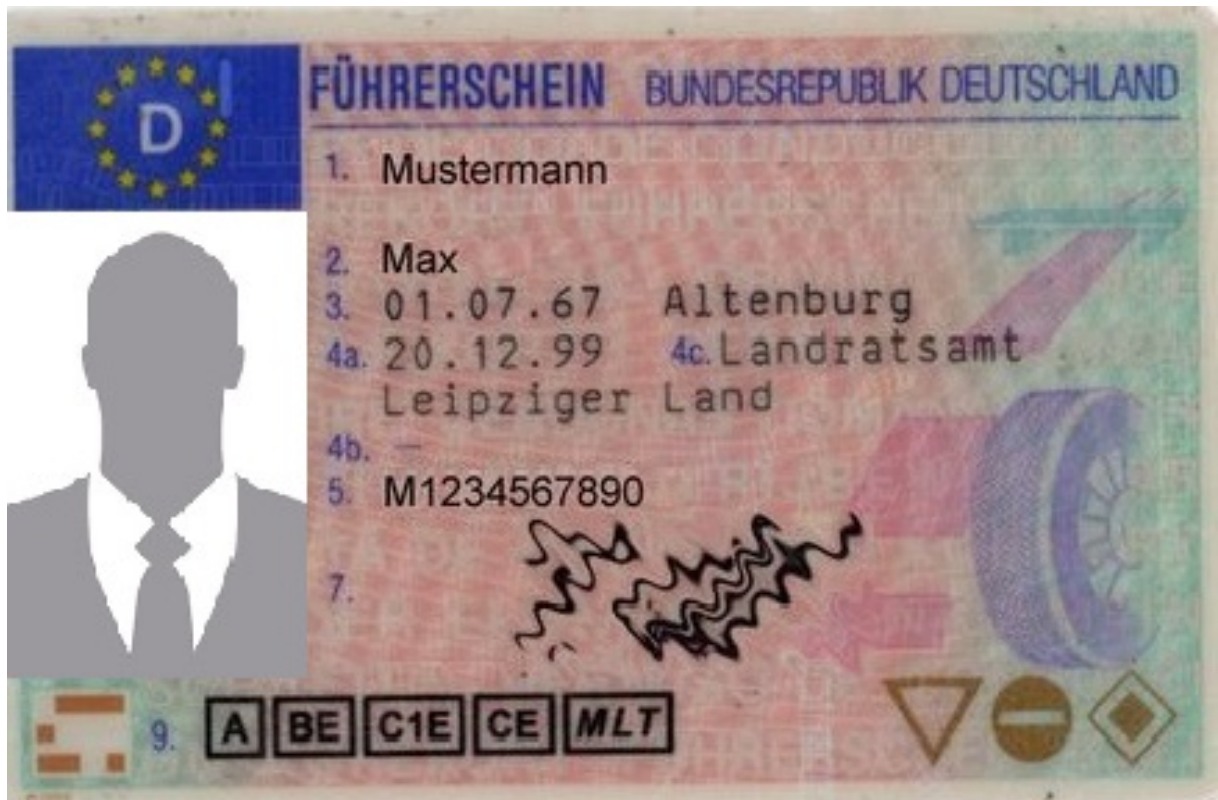 D
FÜHRERSCHEIN BUNDESREPUBLIK DEUTSCHLAND
1. Mustermann
2. Max
3. 01.07.67 Altenburg
4a. 20.12.99 4c. Landratsamt
Leipziger Land
4b. –
5. M1234567890
7.
9. A BE C1E CE MLT